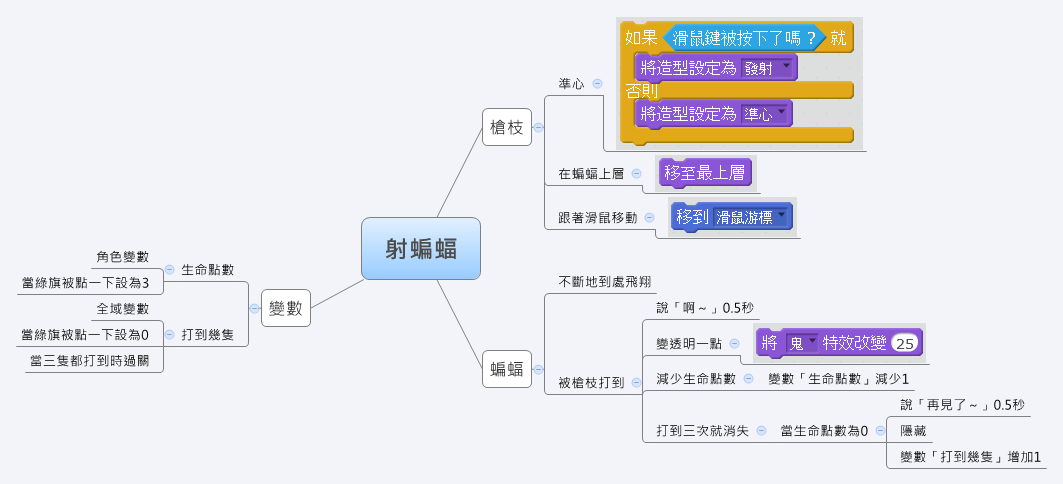 射蝙蝠
槍枝
準心
如果 滑鼠鍵被按下了嗎？ 就
將造型設定為 發射
否則
將造型設定為 準心
在蝙蝠上層
移至最上層
跟著滑鼠移動
移到 滑鼠游標
蝙蝠
不斷地到處飛翔
被槍枝打到
說「啊～」0.5秒
變透明一點
將 鬼 特效改變 25
減少生命點數
變數「生命點數」減少1
打到三次就消失
當生命點數為0
說「再見了～」0.5秒
隱藏
變數「打到幾隻」增加1
變數
生命點數
角色變數
當綠旗被點一下設為3
打到幾隻
全域變數
當綠旗被點一下設為0
當三隻都打到時過關